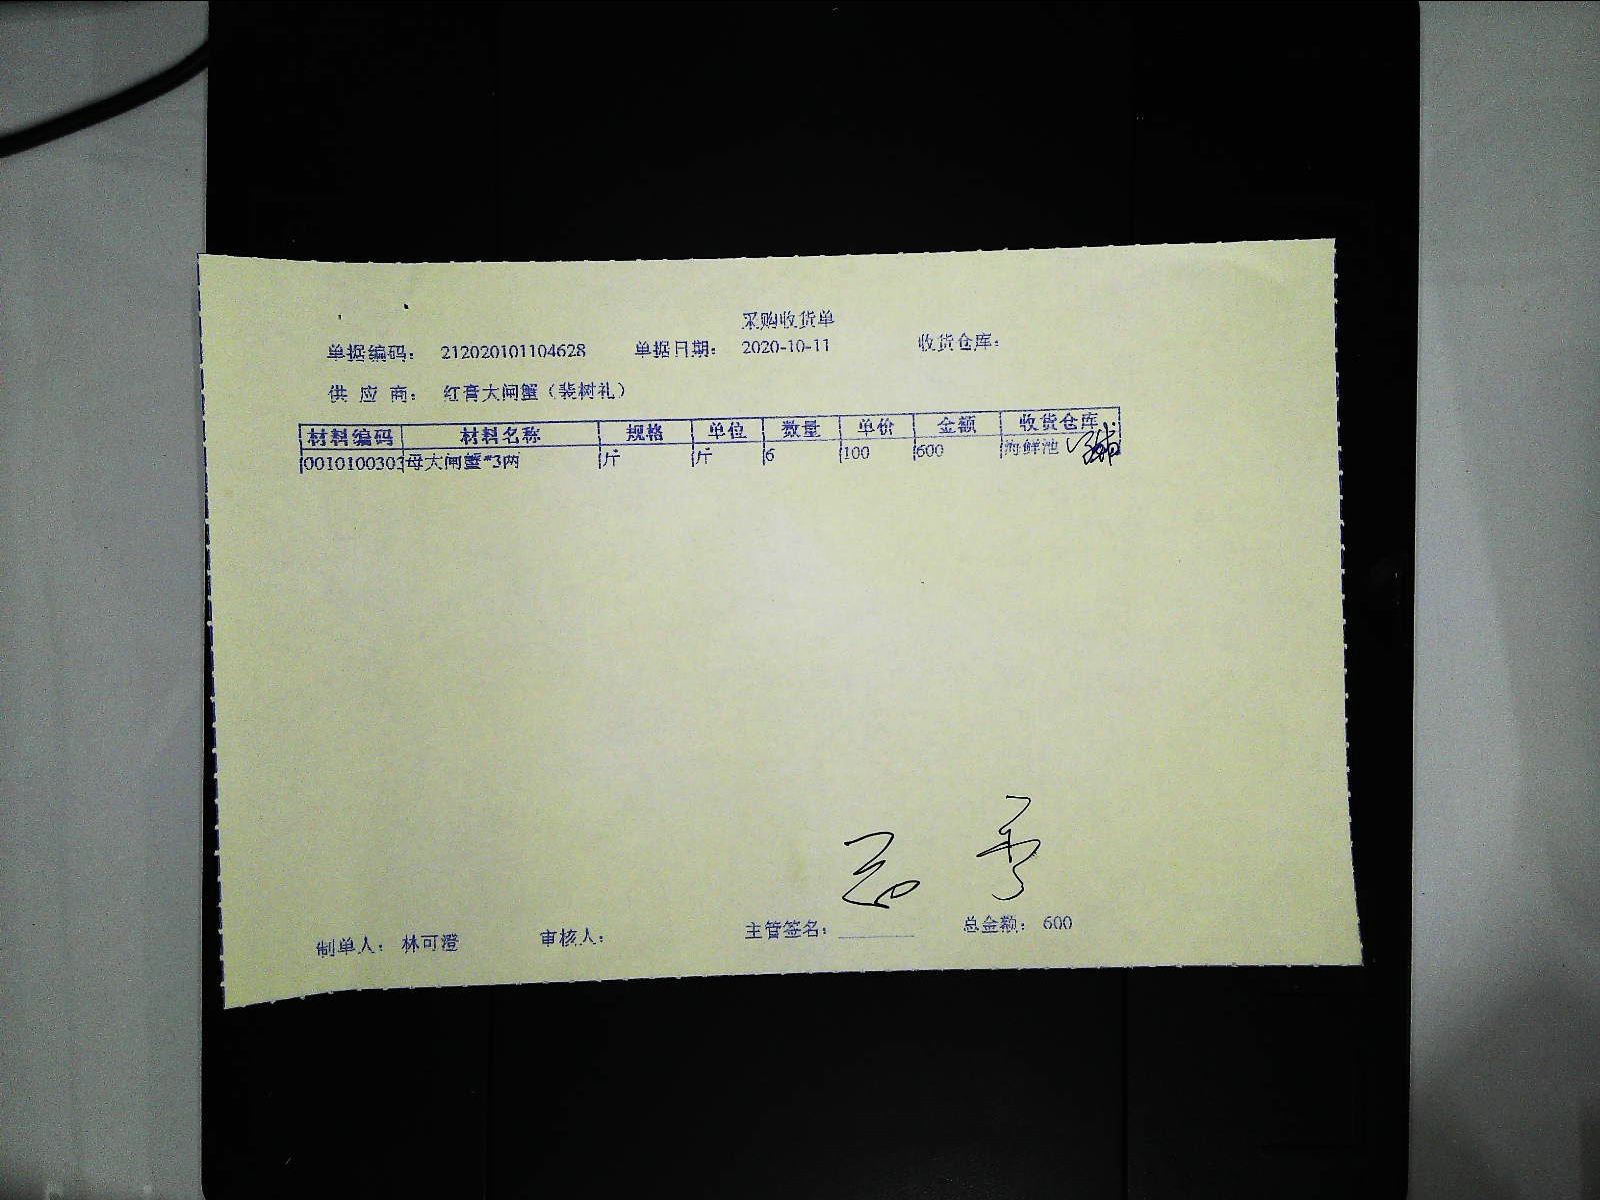 采购收货单
单据编码： 212020101104628 单据日期： 2020-10-11 收货仓库：
供 应 商： 红膏大闸蟹（裴树礼）
材料编码 材料名称 规格 单位 数量 单价 金额 收货仓库
0010100303 母大闸蟹*3两 斤 斤 6 100 600 海鲜池
制单人： 林可澄 审核人： 主管签名： 总金额： 600